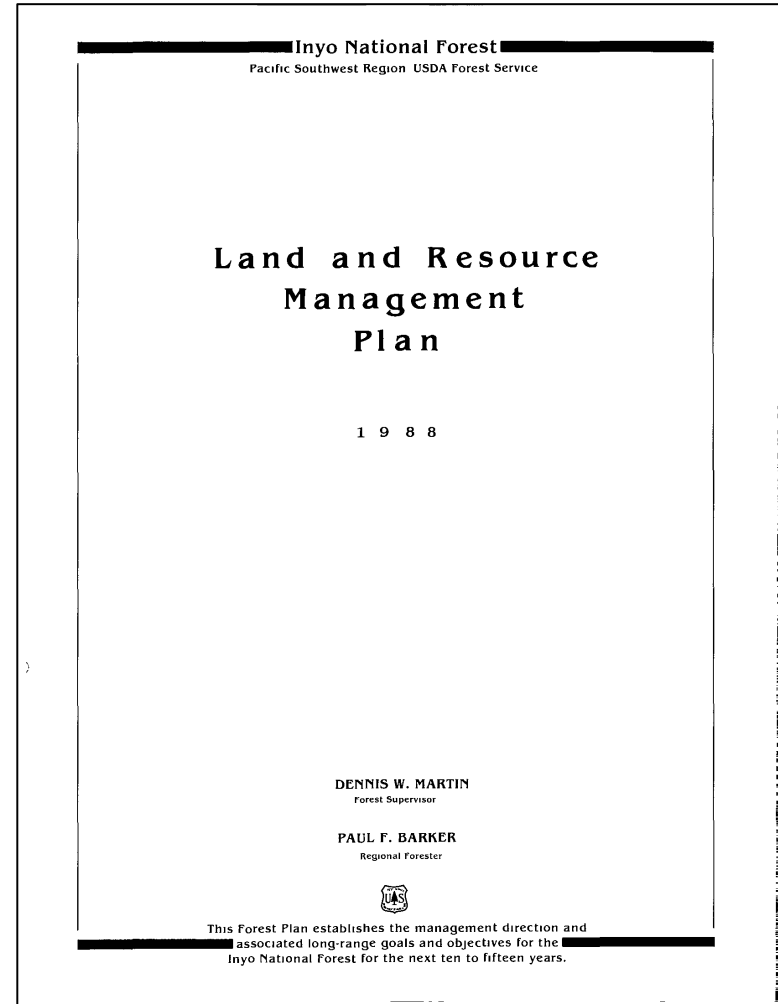 Inyo National Forest
Pacific Southwest Region USDA Forest Service
Land and Resource
Management
Plan
1 9 8 8
DENNIS W. MARTIN
Forest Supervisor
PAUL F. BARKER
Regional Forester
U S
This Forest Plan establishes the management direction and
associated long-range goals and objectives for the
Inyo National Forest for the next ten to fifteen years.